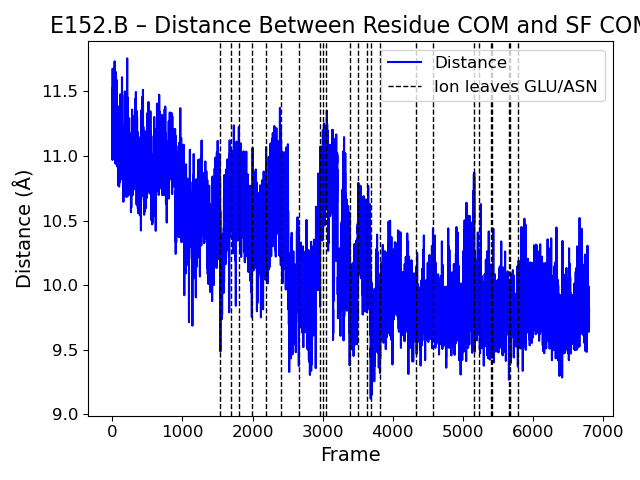 E152.B – Distance Between Residue COM and SF COM
Distance
Ion leaves GLU/ASN
Distance (Å)
11.5
11.0
10.5
10.0
9.5
9.0
0 1000 2000 3000 4000 5000 6000 7000
Frame